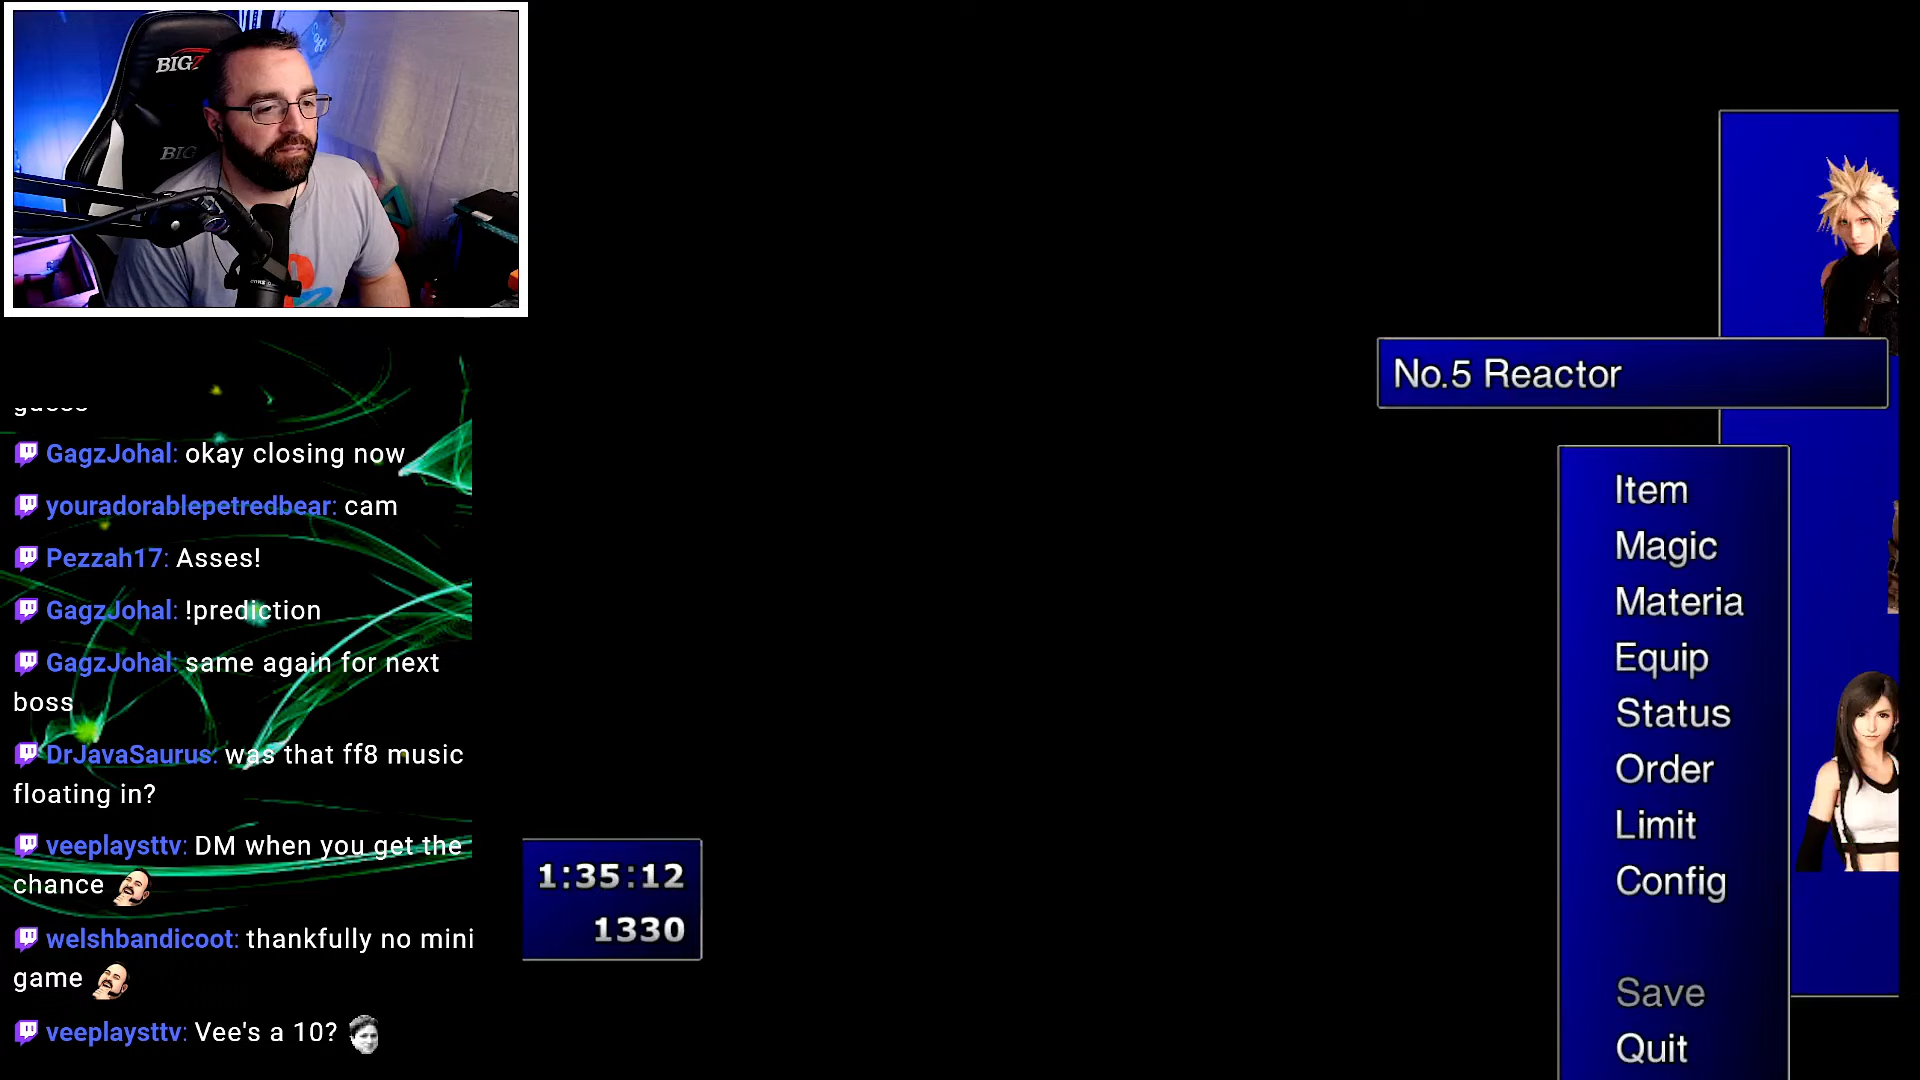 BIGZ
BIG
guess
GagzJohal: okay closing now
youradorablepetredbear: cam
Pezzah17: Asses!
GagzJohal: !prediction
GagzJohal: same again for next
boss
DrJavaSaurus: was that ff8 music
floating in?
veeplaysttv: DM when you get the
chance
welshbandicoot: thankfully no mini
game
veeplaysttv: Vee's a 10?
1:35:12
1330
No.5 Reactor
Item
Magic
Materia
Equip
Status
Order
Limit
Config
Save
Quit